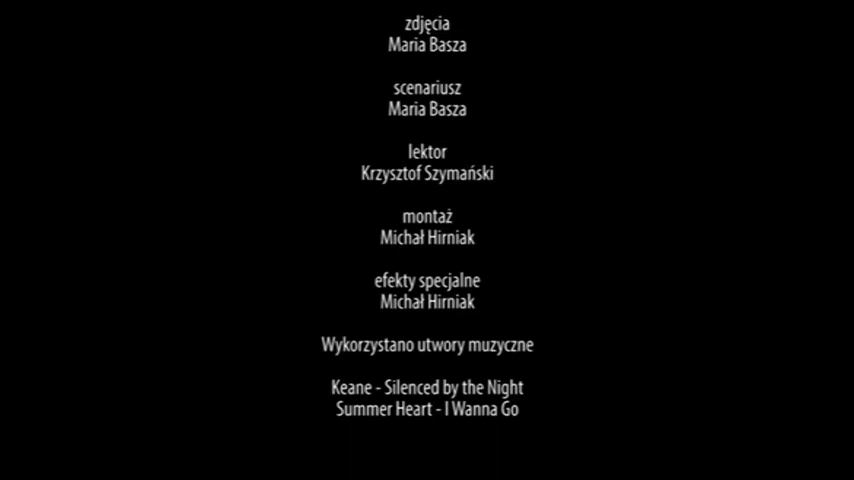 zdjęcia
Maria Basza
scenariusz
Maria Basza
lektor
Krzysztof Szymański
montaż
Michał Hirniak
efekty specjalne
Michał Hirniak
Wykorzystano utwory muzyczne
Keane - Silenced by the Night
Summer Heart - I Wanna Go